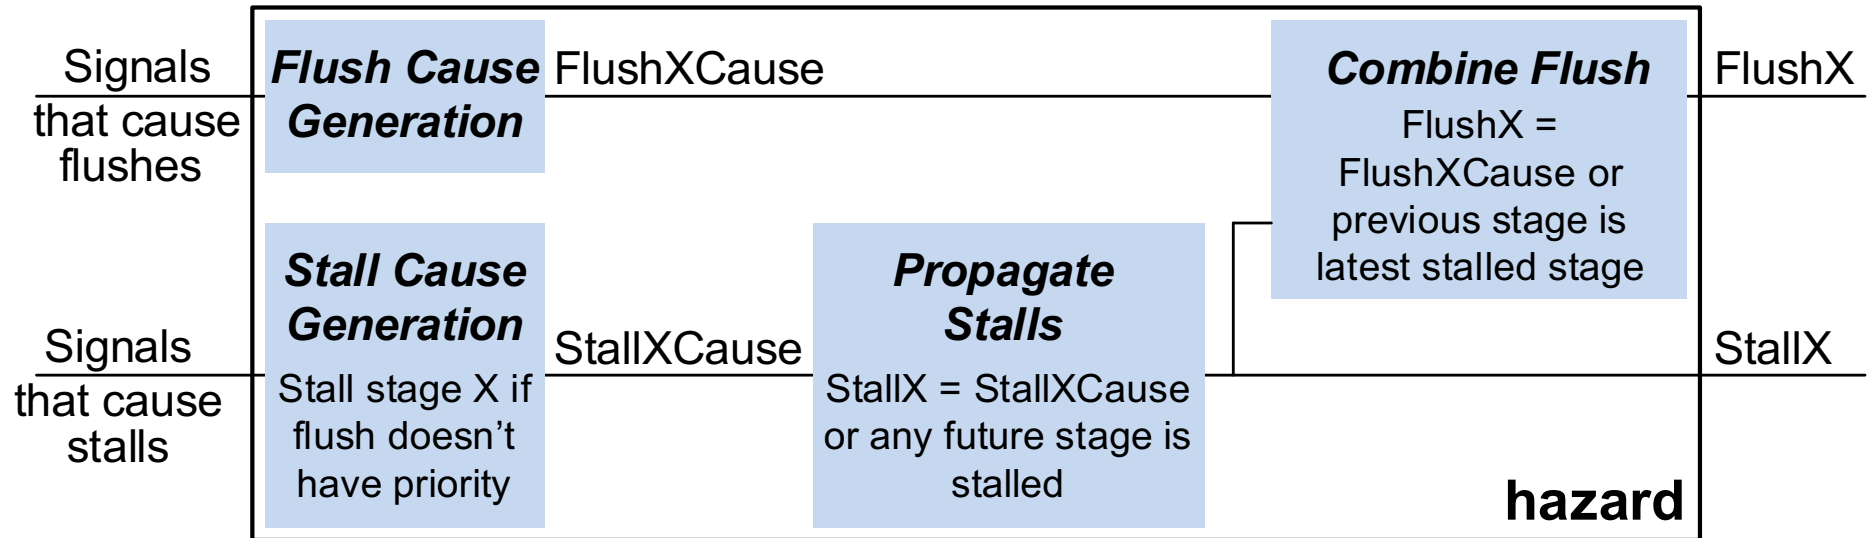 Signals
that cause
flushes
Flush Cause
Generation
FlushXCause
Combine Flush
FlushX =
FlushXCause or
previous stage is
latest stalled stage
FlushX
Signals
that cause
stalls
Stall Cause
Generation
Stall stage X if
flush doesn’t
have priority
StallXCause
Propagate
Stalls
StallX = StallXCause
or any future stage is
stalled
StallX
hazard